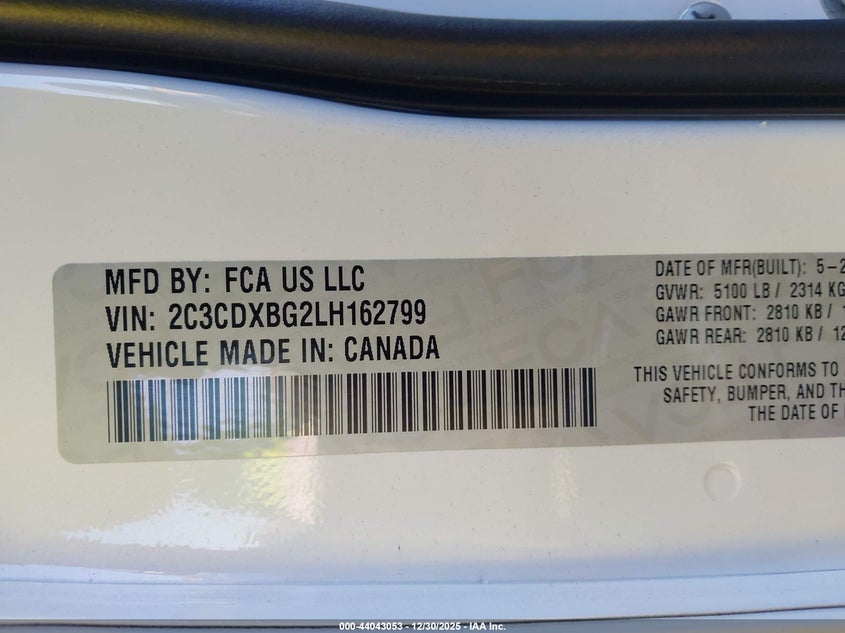 MFD BY: FCA US LLC
VIN: 2C3CDXBG2LH162799
VEHICLE MADE IN: CANADA
DATE OF MFR(BUILT): 5-2
GVWR: 5100 LB / 2314 KG
GAWR FRONT: 2810 KB / 1
GAWR REAR: 2810 KB / 12
THIS VEHICLE CONFORMS TO
SAFETY, BUMPER, AND TH
THE DATE OF
000-44043053 - 12/30/2025 - IAA Inc.